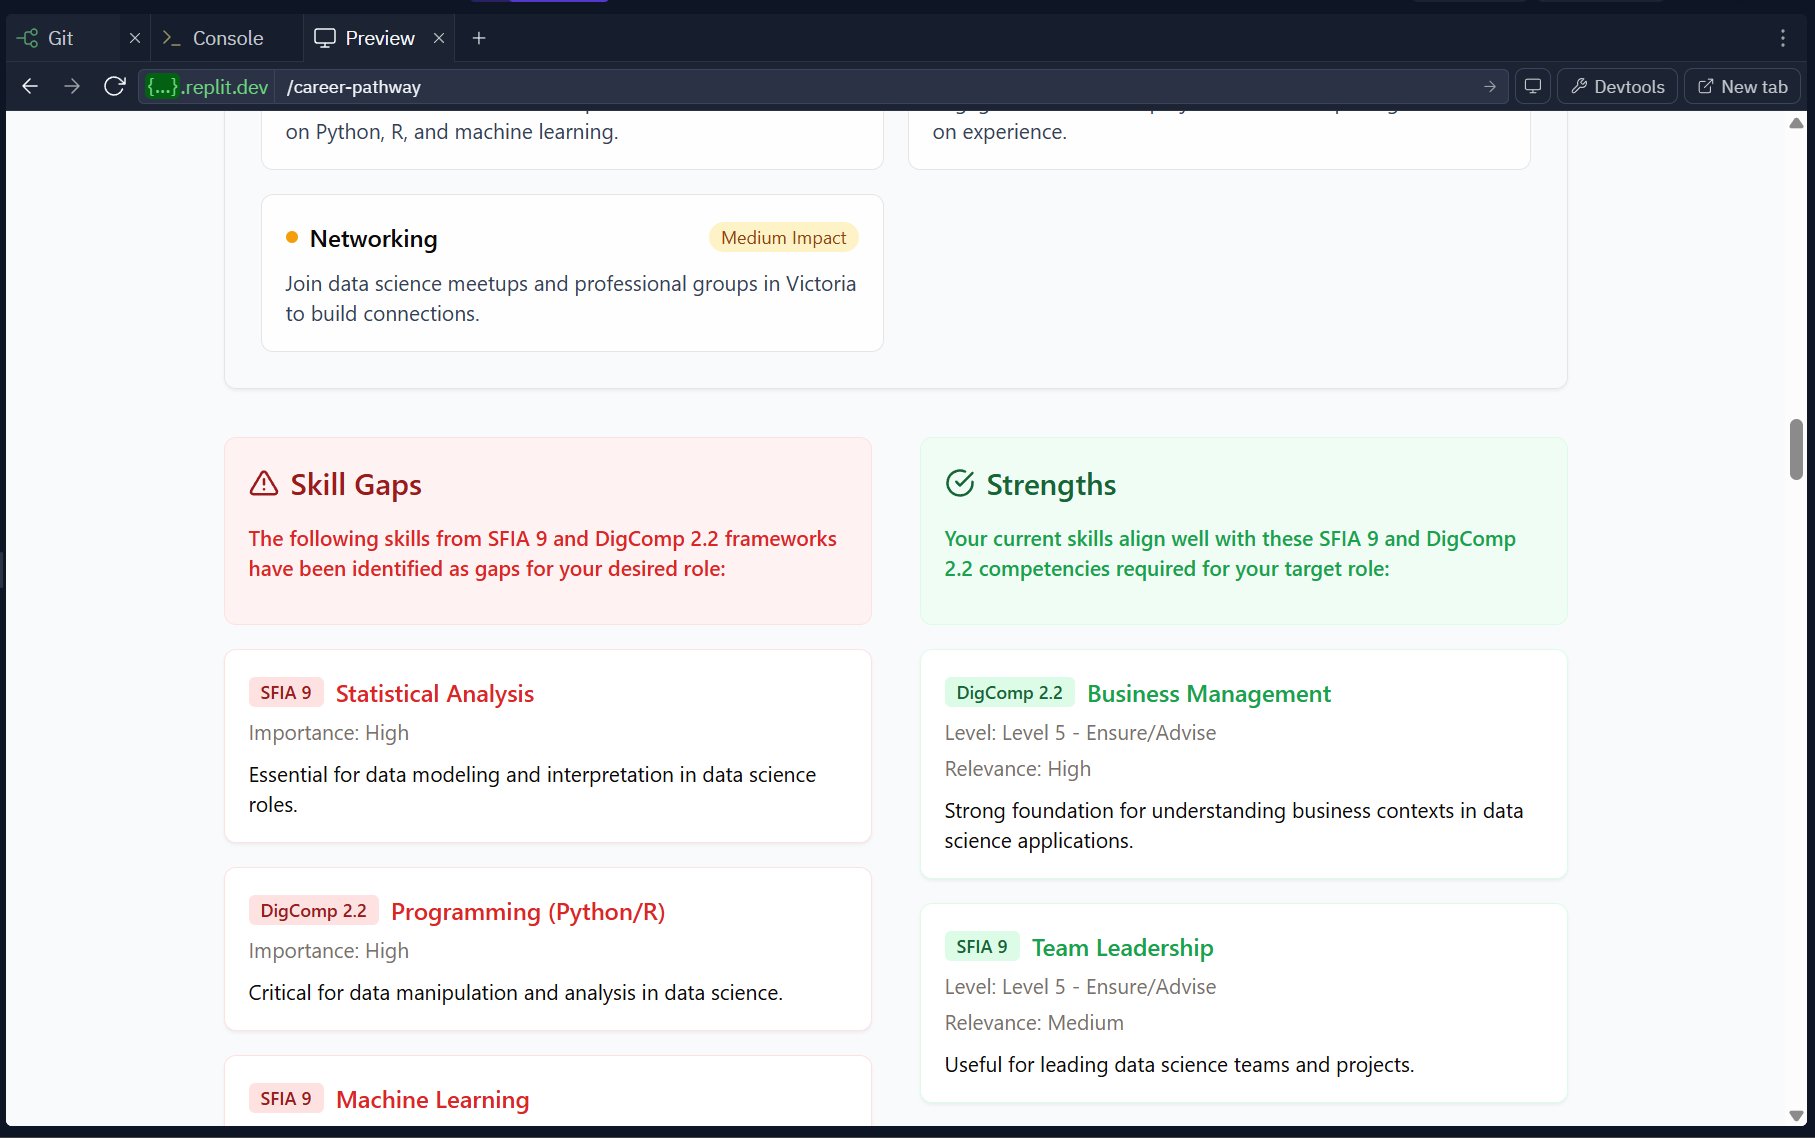 Git
Console
Preview
{...}.replit.dev
/career-pathway
Devtools
New tab
on Python, R, and machine learning.
on experience.
Networking
Medium Impact
Join data science meetups and professional groups in Victoria
to build connections.
Skill Gaps
The following skills from SFIA 9 and DigComp 2.2 frameworks
have been identified as gaps for your desired role:
SFIA 9 Statistical Analysis
Importance: High
Essential for data modeling and interpretation in data science
roles.
DigComp 2.2 Programming (Python/R)
Importance: High
Critical for data manipulation and analysis in data science.
SFIA 9 Machine Learning
Strengths
Your current skills align well with these SFIA 9 and DigComp
2.2 competencies required for your target role:
DigComp 2.2 Business Management
Level: Level 5 - Ensure/Advise
Relevance: High
Strong foundation for understanding business contexts in data
science applications.
SFIA 9 Team Leadership
Level: Level 5 - Ensure/Advise
Relevance: Medium
Useful for leading data science teams and projects.